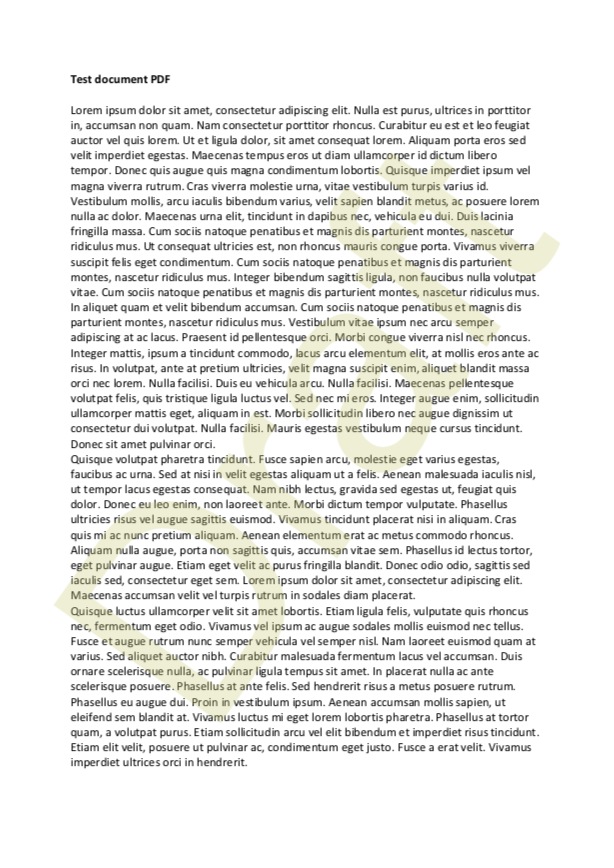 Test document PDF
Lorem ipsum dolor sit amet, consectetur adipiscing elit. Nulla est purus, ultrices in porttitor
in, accumsan non quam. Nam consectetur porttitor rhoncus. Curabitur eu est et leo feugiat
auctor vel quis lorem. Ut et ligula dolor, sit amet consequat lorem. Aliquam porta eros sed
velit imperdiet egestas. Maecenas tempus eros ut diam ullamcorper id dictum libero
tempor. Donec quis augue quis magna condimentum lobortis. Quisque imperdiet ipsum vel
magna viverra rutrum. Cras viverra molestie urna, vitae vestibulum turpis varius id.
Vestibulum mollis, arcu iaculis bibendum varius, velit sapien blandit metus, ac posuere lorem
nulla ac dolor. Maecenas urna elit, tincidunt in dapibus nec, vehicula eu dui. Duis lacinia
fringilla massa. Cum sociis natoque penatibus et magnis dis parturient montes, nascetur
ridiculus mus. Ut consequat ultricies est, non rhoncus mauris congue porta. Vivamus viverra
suscipit felis eget condimentum. Cum sociis natoque penatibus et magnis dis parturient
montes, nascetur ridiculus mus. Integer bibendum sagittis ligula, non faucibus nulla volutpat
vitae. Cum sociis natoque penatibus et magnis dis parturient montes, nascetur ridiculus mus.
In aliquet quam et velit bibendum accumsan. Cum sociis natoque penatibus et magnis dis
parturient montes, nascetur ridiculus mus. Vestibulum vitae ipsum nec arcu semper
adipiscing at ac lacus. Praesent id pellentesque orci. Morbi congue viverra nisl nec rhoncus.
Integer mattis, ipsum a tincidunt commodo, lacus arcu elementum elit, at mollis eros ante ac
risus. In volutpat, ante at pretium ultricies, velit magna suscipit enim, aliquet blandit massa
orci nec lorem. Nulla facilisi. Duis eu vehicula arcu. Nulla facilisi. Maecenas pellentesque
volutpat felis, quis tristique ligula luctus vel. Sed nec mi eros. Integer augue enim, sollicitudin
ullamcorper mattis eget, aliquam in est. Morbi sollicitudin libero nec augue dignissim ut
consectetur dui volutpat. Nulla facilisi. Mauris egestas vestibulum neque cursus tincidunt.
Donec sit amet pulvinar orci.
Quisque volutpat pharetra tincidunt. Fusce sapien arcu, molestie eget varius egestas,
faucibus ac urna. Sed at nisi in velit egestas aliquam ut a felis. Aenean malesuada iaculis nisl,
ut tempor lacus egestas consequat. Nam nibh lectus, gravida sed egestas ut, feugiat quis
dolor. Donec eu leo enim, non laoreet ante. Morbi dictum tempor vulputate. Phasellus
ultricies risus vel augue sagittis euismod. Vivamus tincidunt placerat nisi in aliquam. Cras
quis mi ac nunc pretium aliquam. Aenean elementum erat ac metus commodo rhoncus.
Aliquam nulla augue, porta non sagittis quis, accumsan vitae sem. Phasellus id lectus tortor,
eget pulvinar augue. Etiam eget velit ac purus fringilla blandit. Donec odio odio, sagittis sed
iaculis sed, consectetur eget sem. Lorem ipsum dolor sit amet, consectetur adipiscing elit.
Maecenas accumsan velit vel turpis rutrum in sodales diam placerat.
Quisque luctus ullamcorper velit sit amet lobortis. Etiam ligula felis, vulputate quis rhoncus
nec, fermentum eget odio. Vivamus vel ipsum ac augue sodales mollis euismod nec tellus.
Fusce et augue rutrum nunc semper vehicula vel semper nisl. Nam laoreet euismod quam at
varius. Sed aliquet auctor nibh. Curabitur malesuada fermentum lacus vel accumsan. Duis
ornare scelerisque nulla, ac pulvinar ligula tempus sit amet. In placerat nulla ac ante
scelerisque posuere. Phasellus at ante felis. Sed hendrerit risus a metus posuere rutrum.
Phasellus eu augue dui. Proin in vestibulum ipsum. Aenean accumsan mollis sapien, ut
eleifend sem blandit at. Vivamus luctus mi eget lorem lobortis pharetra. Phasellus at tortor
quam, a volutpat purus. Etiam sollicitudin arcu vel elit bibendum et imperdiet risus tincidunt.
Etiam elit velit, posuere ut pulvinar ac, condimentum eget justo. Fusce a erat velit. Vivamus
imperdiet ultrices orci in hendrerit.
Draft